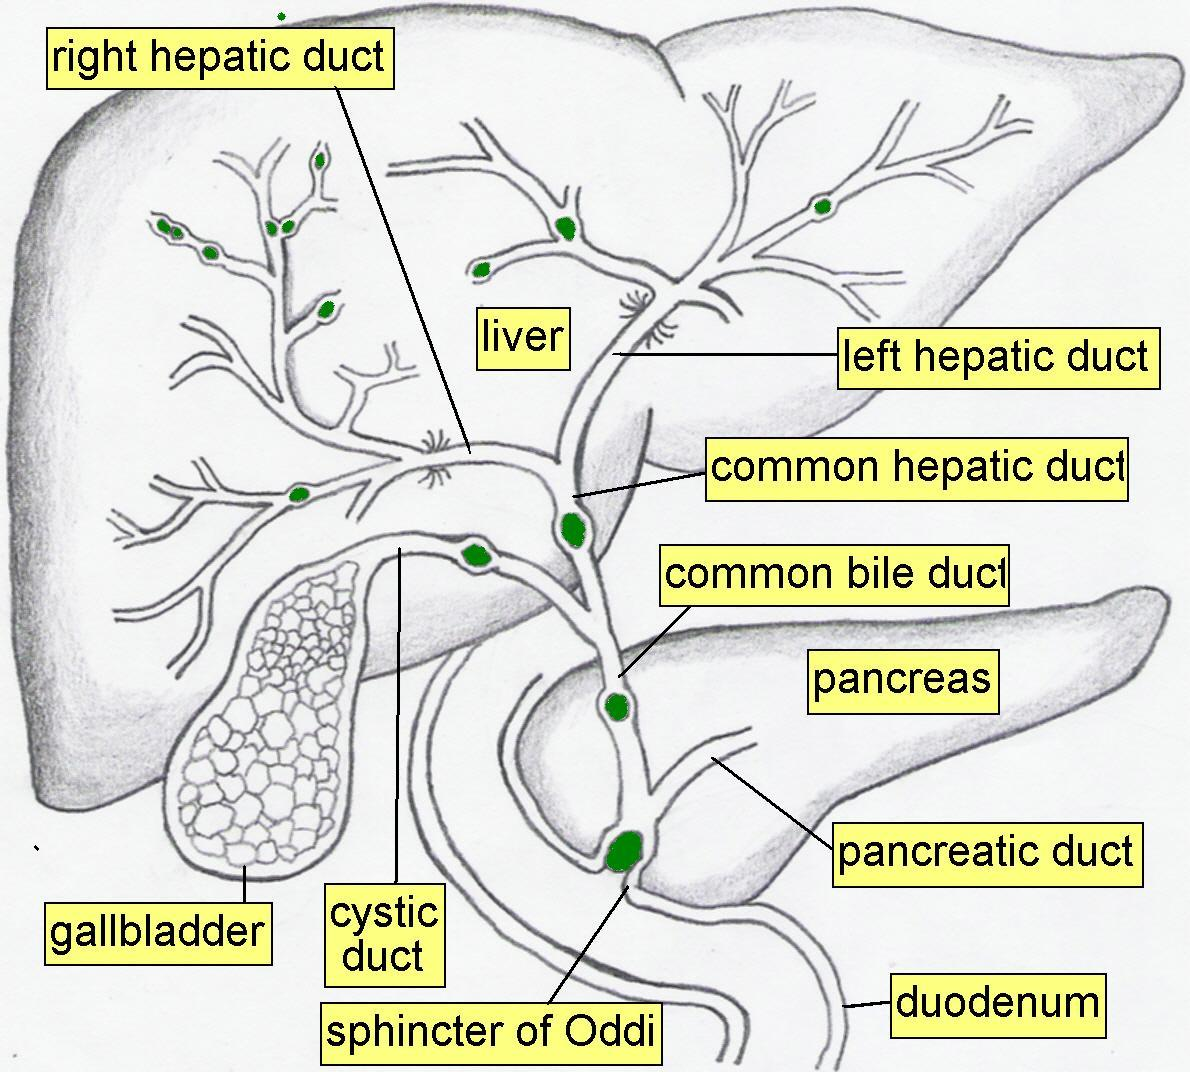 right hepatic duct
liver
left hepatic duct
common hepatic duct
common bile duct
pancreas
pancreatic duct
gallbladder
cystic
duct
sphincter of Oddi
duodenum